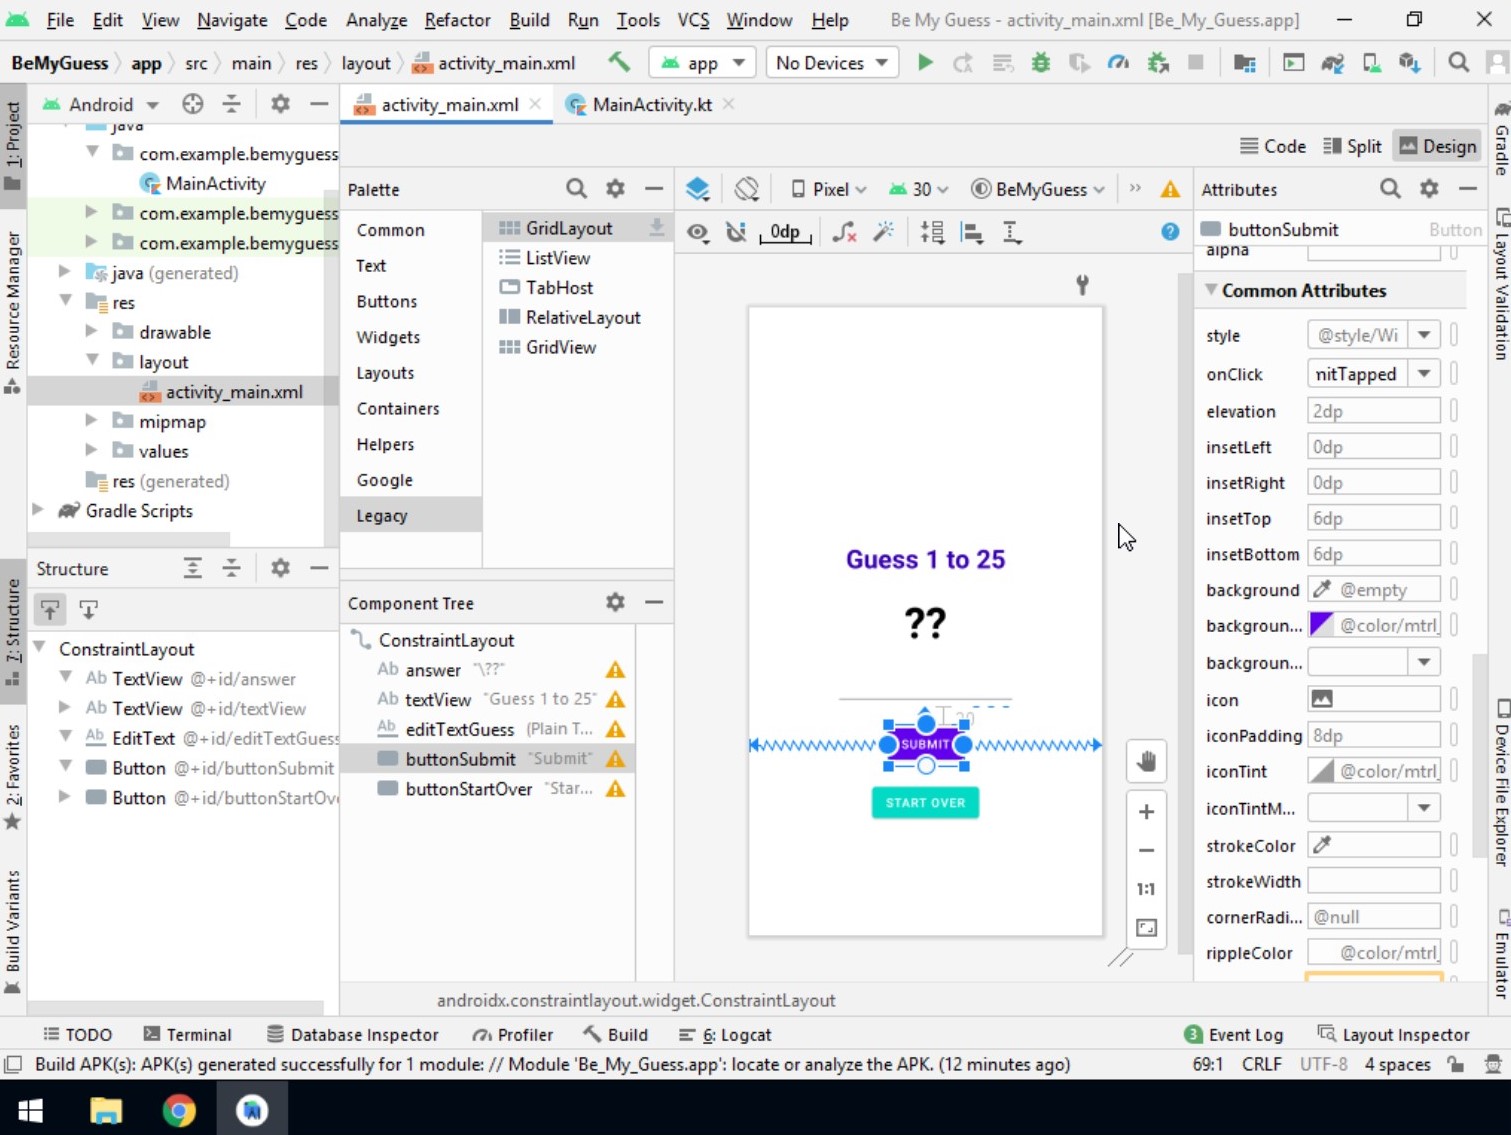 File Edit View Navigate Code Analyze Refactor Build Run Tools VCS Window Help Be My Guess - activity_main.xml [Be_My_Guess.app]
BeMyGuess app src main res layout activity_main.xml app No Devices
Android
activity_main.xml MainActivity.kt
java
com.example.bemyguess
MainActivity
com.example.bemyguess
com.example.bemyguess
java (generated)
res
drawable
layout
activity_main.xml
mipmap
values
res (generated)
Gradle Scripts
1: Project
Resource Manager
7: Structure
2: Favorites
Build Variants
Structure
ConstraintLayout
Ab TextView @+id/answer
Ab TextView @+id/textView
Ab EditText @+id/editTextGuess
Button @+id/buttonSubmit
Button @+id/buttonStartOv
Code Split Design
Palette
Common
Text
Buttons
Widgets
Layouts
Containers
Helpers
Google
Legacy
GridLayout
ListView
TabHost
RelativeLayout
GridView
Component Tree
ConstraintLayout
Ab answer "\??"
Ab textView "Guess 1 to 25"
Ab editTextGuess (Plain T...
buttonSubmit "Submit"
buttonStartOver "Star...
Pixel 30 BeMyGuess
0dp
Guess 1 to 25
??
SUBMIT
START OVER
1:1
Attributes
buttonSubmit Button
alpha
Common Attributes
style @style/Wi
onClick nitTapped
elevation 2dp
insetLeft 0dp
insetRight 0dp
insetTop 6dp
insetBottom 6dp
background @empty
backgroun... @color/mtrl_
backgroun...
icon
iconPadding 8dp
iconTint @color/mtrl_
iconTintM...
strokeColor
strokeWidth
cornerRadi... @null
rippleColor @color/mtrl_
Gradle
Layout Validation
Device File Explorer
Emulator
androidx.constraintlayout.widget.ConstraintLayout
TODO Terminal Database Inspector Profiler Build 6: Logcat 3 Event Log Layout Inspector
Build APK(s): APK(s) generated successfully for 1 module: // Module 'Be_My_Guess.app': locate or analyze the APK. (12 minutes ago) 69:1 CRLF UTF-8 4 spaces